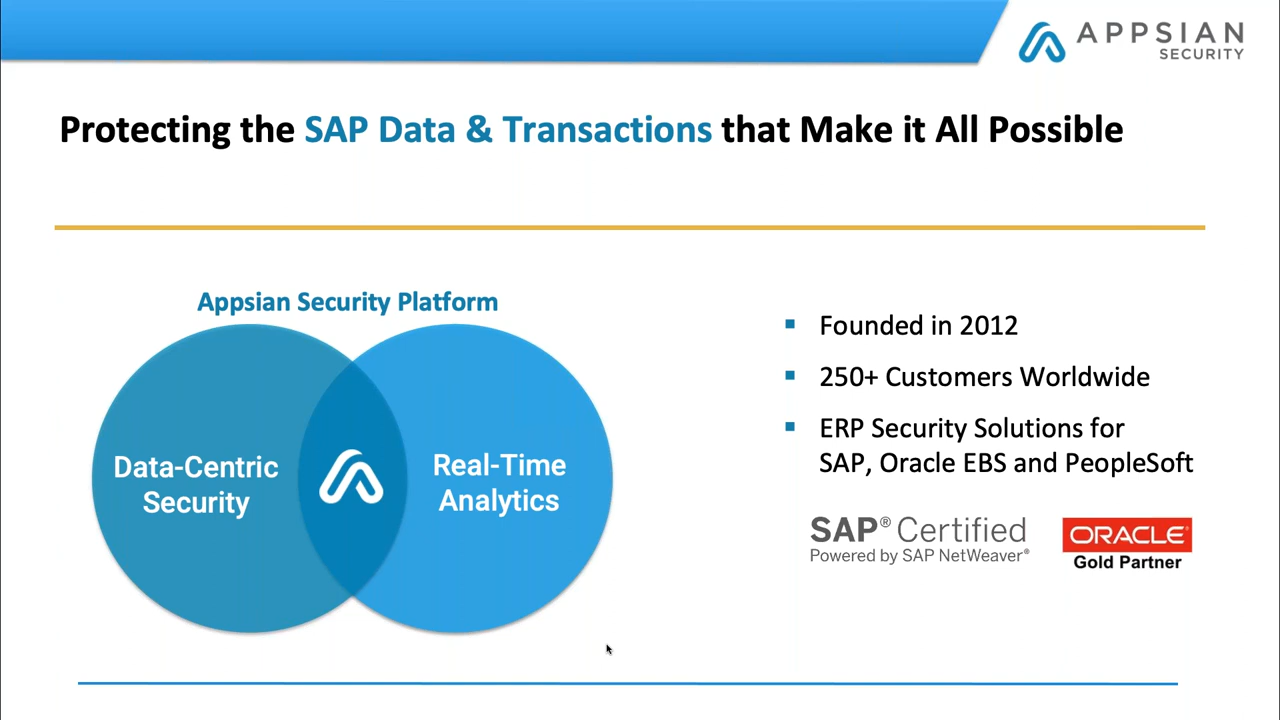 APPSIAN
SECURITY
Protecting the SAP Data & Transactions that Make it All Possible
Appsian Security Platform
Data-Centric
Security
Real-Time
Analytics
Founded in 2012
250+ Customers Worldwide
ERP Security Solutions for
SAP, Oracle EBS and PeopleSoft
SAP® Certified
Powered by SAP NetWeaver®
ORACLE
Gold Partner